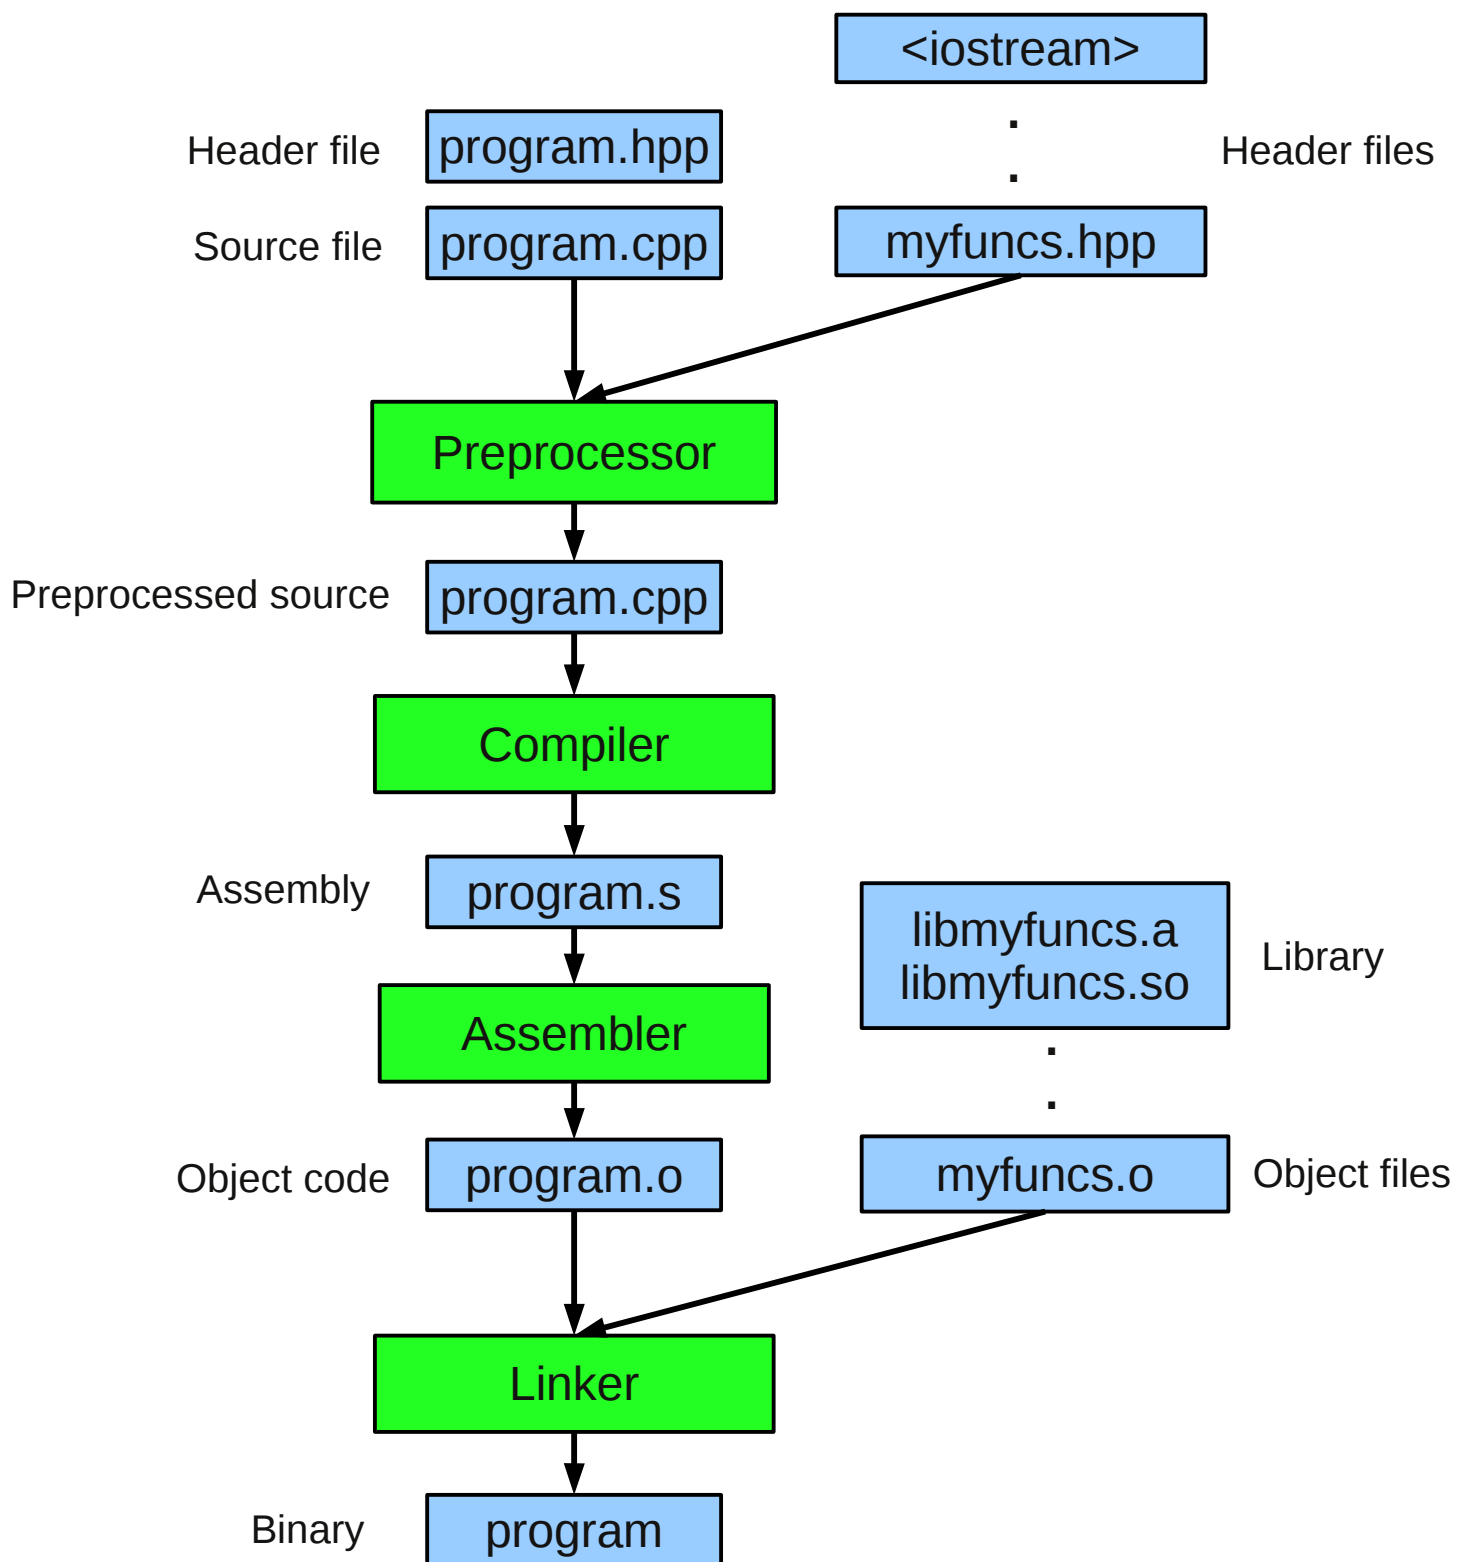 <iostream>
.
.
Header file
program.hpp
Header files
Source file
program.cpp
myfuncs.hpp
Preprocessor
Preprocessed source
program.cpp
Compiler
Assembly
program.s
libmyfuncs.a
libmyfuncs.so
Library
.
.
Assembler
Object code
program.o
myfuncs.o
Object files
Linker
Binary
program